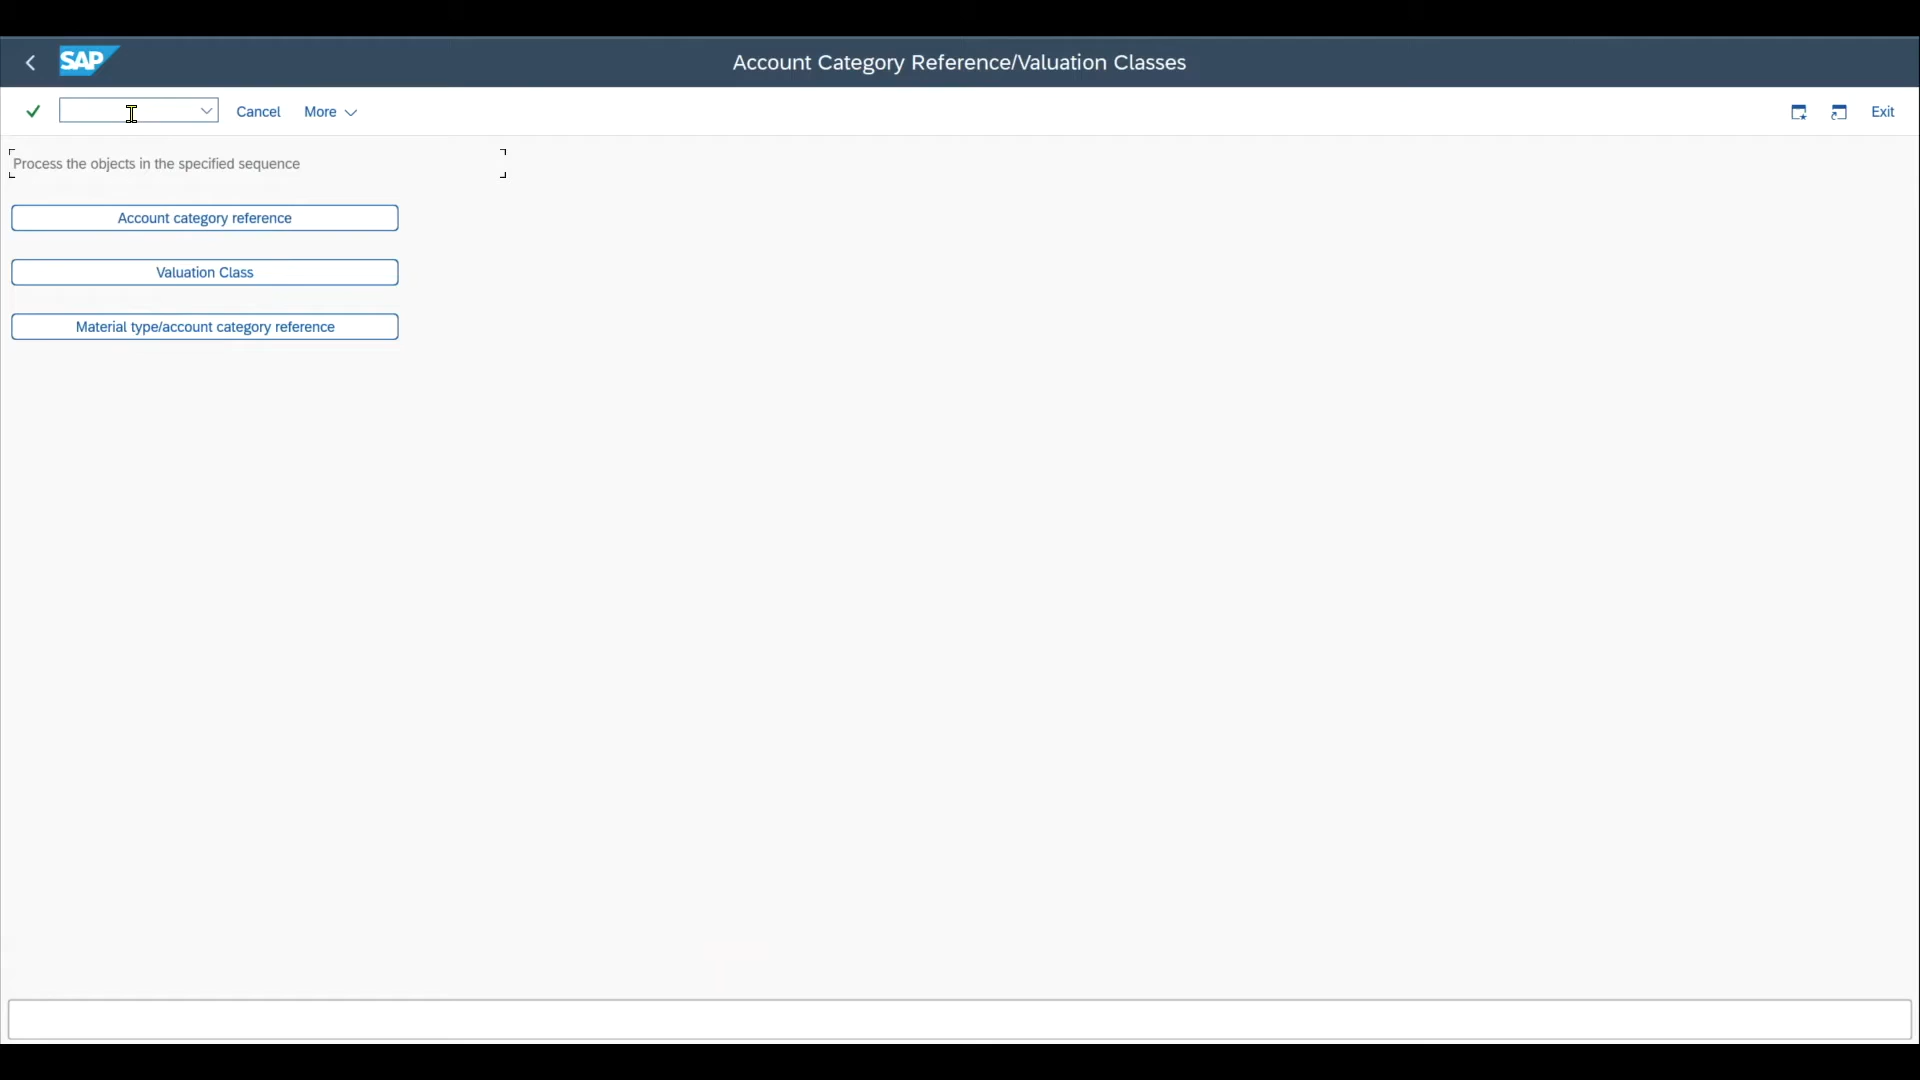 SAP
Account Category Reference/Valuation Classes
Cancel
More
Exit
Process the objects in the specified sequence
Account category reference
Valuation Class
Material type/account category reference